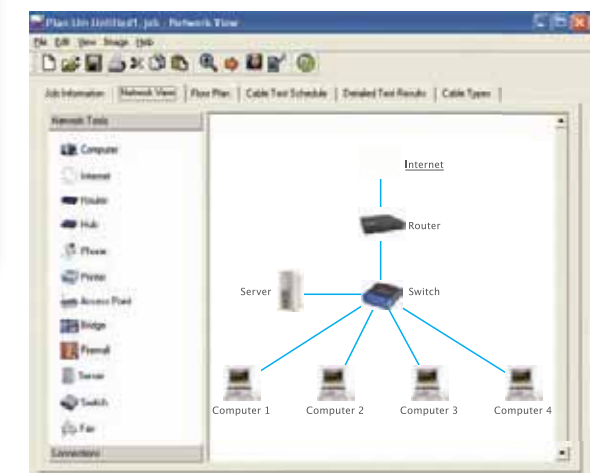 Plan Um Untitled1.job - Network View
File Edit View Image Help
Job Information Network View Floor Plan Cable Test Schedule Detailed Test Results Cable Types
Network Tools
Computer
Internet
Router
Hub
Phone
Printer
Access Point
Bridge
Firewall
Server
Switch
Fax
Connections
Internet
Router
Server
Switch
Computer 1 Computer 2 Computer 3 Computer 4